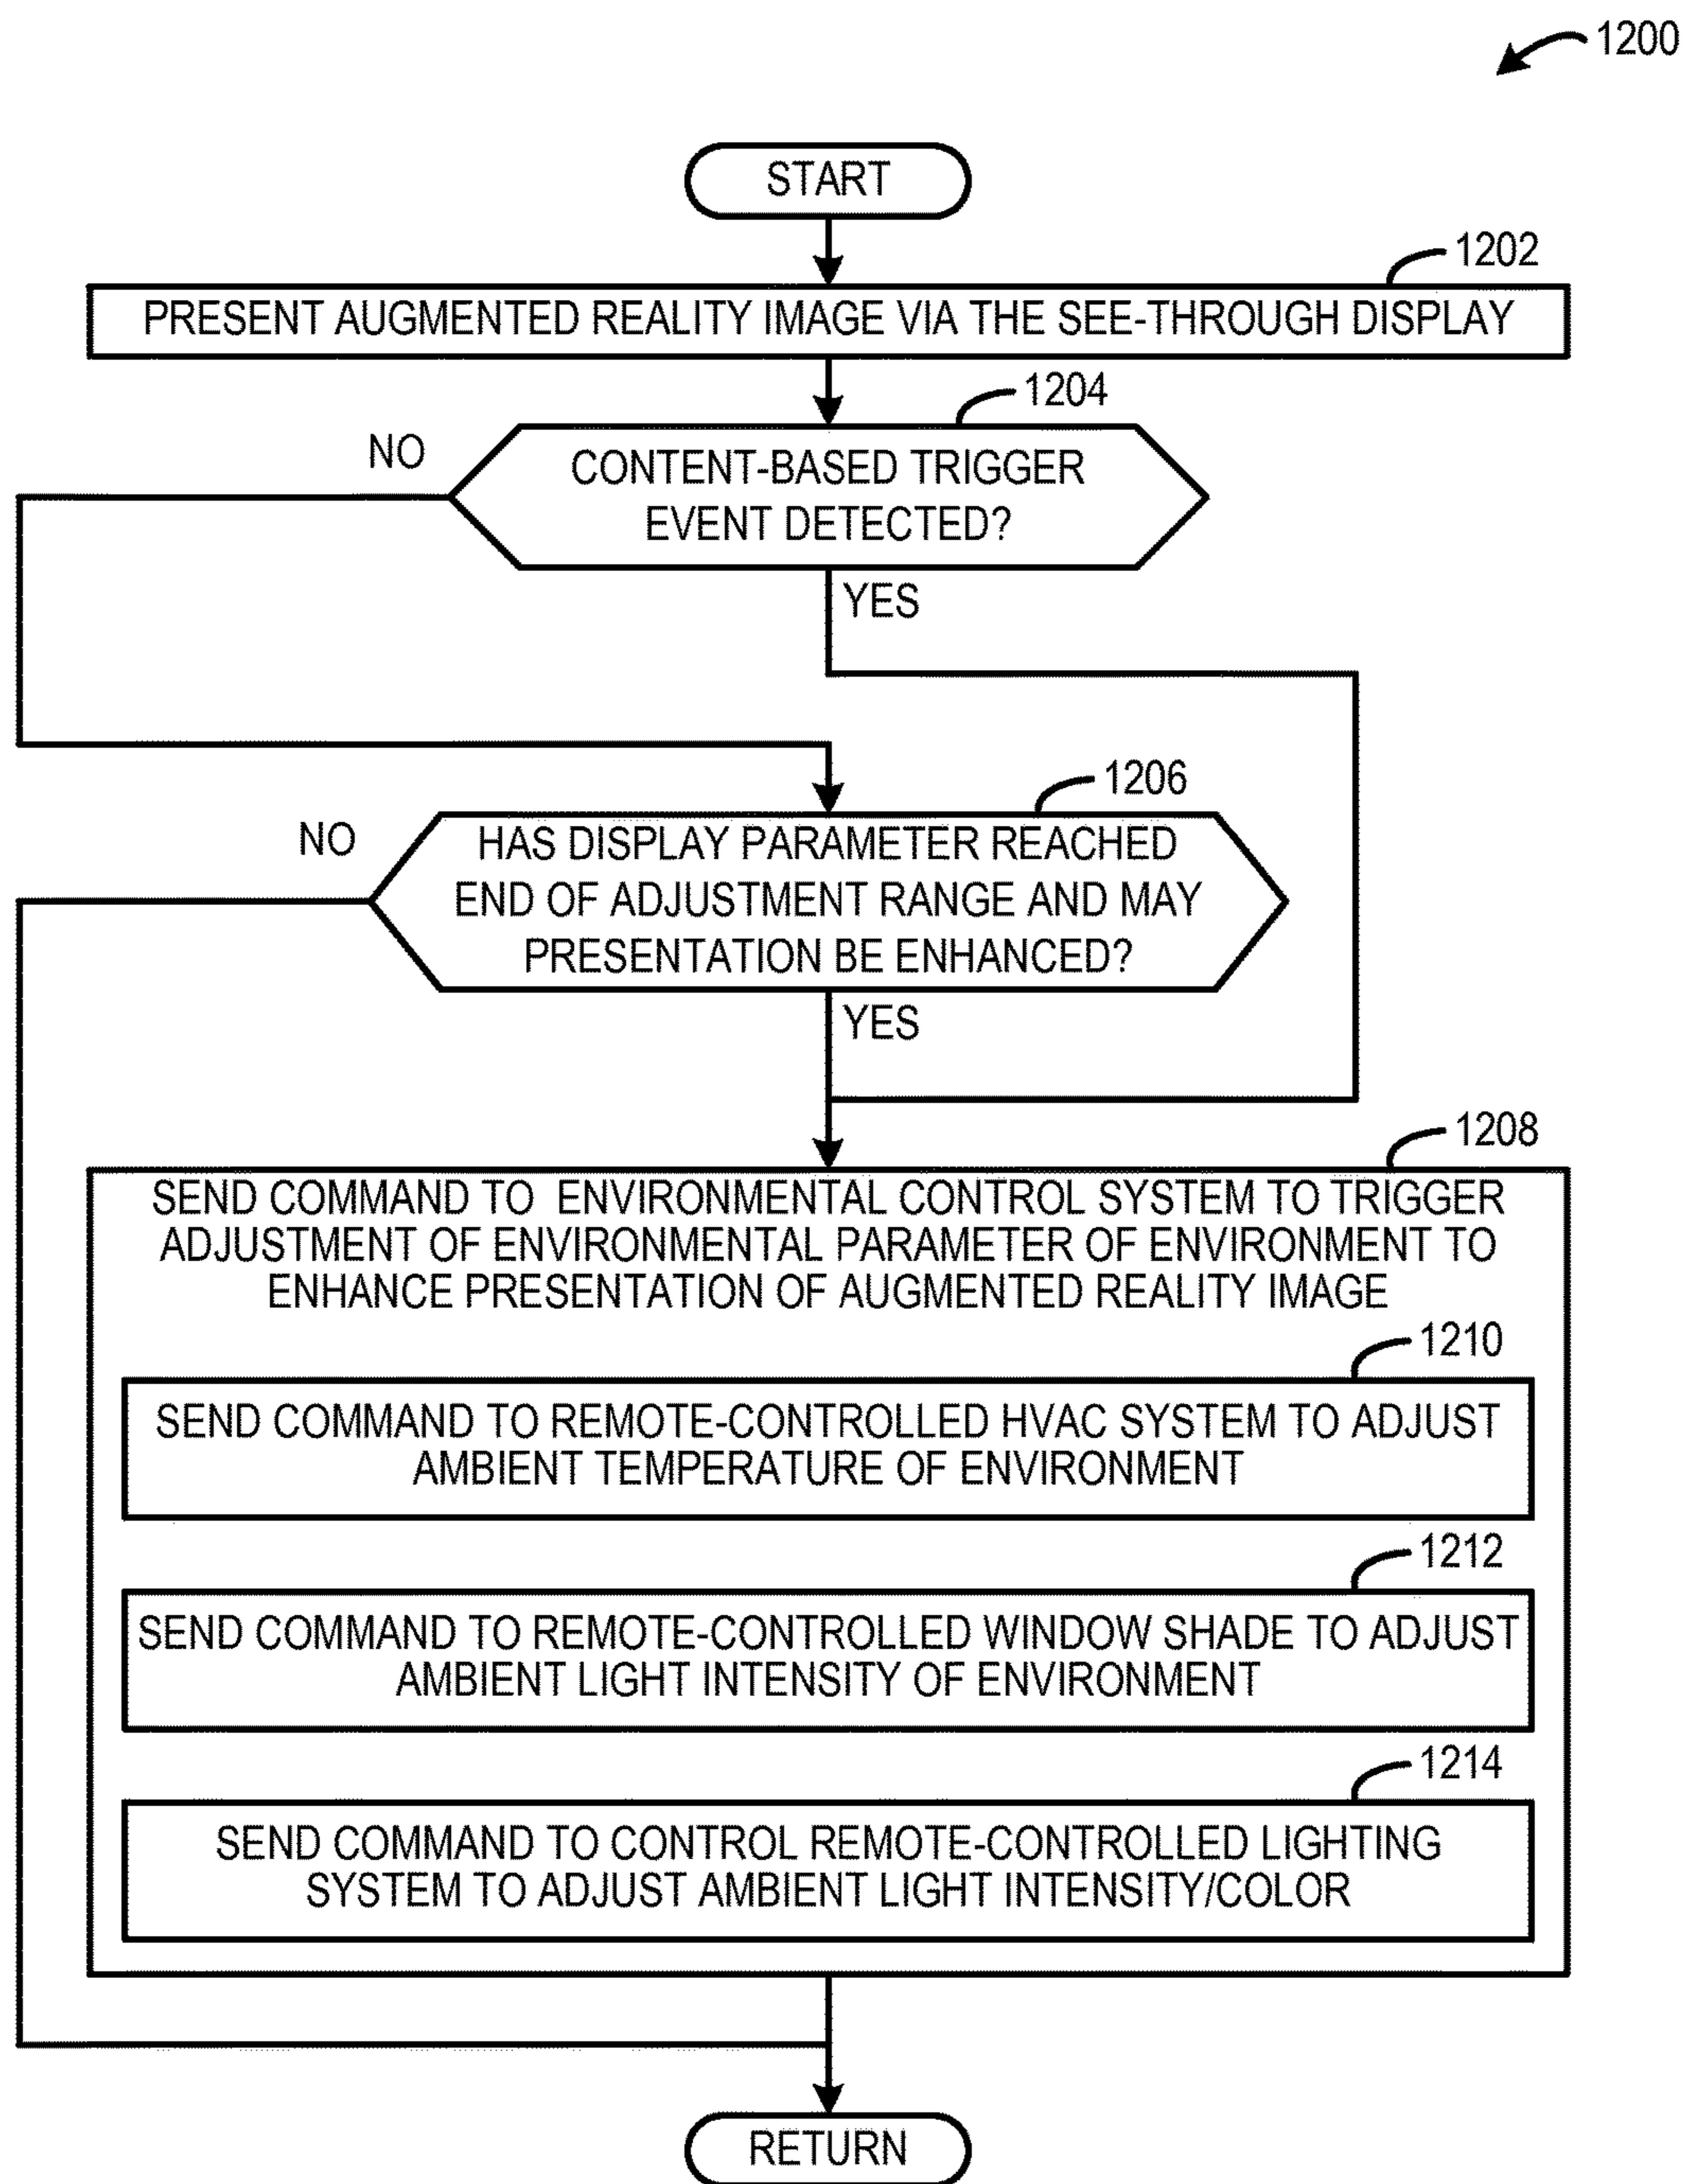 1200
START
1202
PRESENT AUGMENTED REALITY IMAGE VIA THE SEE-THROUGH DISPLAY
1204
NO
CONTENT-BASED TRIGGER
EVENT DETECTED?
YES
1206
NO
HAS DISPLAY PARAMETER REACHED
END OF ADJUSTMENT RANGE AND MAY
PRESENTATION BE ENHANCED?
YES
1208
SEND COMMAND TO ENVIRONMENTAL CONTROL SYSTEM TO TRIGGER
ADJUSTMENT OF ENVIRONMENTAL PARAMETER OF ENVIRONMENT TO
ENHANCE PRESENTATION OF AUGMENTED REALITY IMAGE
1210
SEND COMMAND TO REMOTE-CONTROLLED HVAC SYSTEM TO ADJUST
AMBIENT TEMPERATURE OF ENVIRONMENT
1212
SEND COMMAND TO REMOTE-CONTROLLED WINDOW SHADE TO ADJUST
AMBIENT LIGHT INTENSITY OF ENVIRONMENT
1214
SEND COMMAND TO CONTROL REMOTE-CONTROLLED LIGHTING
SYSTEM TO ADJUST AMBIENT LIGHT INTENSITY/COLOR
RETURN